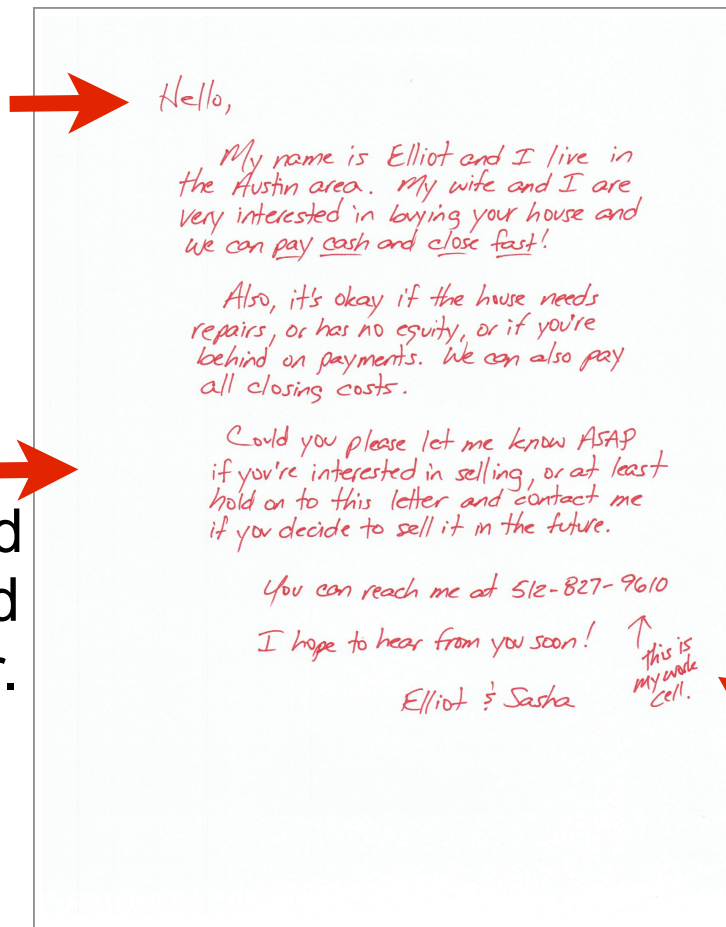 Hello,
My name is Elliot and I live in
the Austin area. My wife and I are
very interested in buying your house and
we can pay cash and close fast!
Also, it's okay if the house needs
repairs, or has no equity, or if you're
behind on payments. We can also pay
all closing costs.
Could you please let me know ASAP
if you're interested in selling, or at least
hold on to this letter and contact me
if you decide to sell it in the future.
You can reach me at 512-827-9610
I hope to hear from you soon!
this is
my work
cell.
Elliot & Sasha